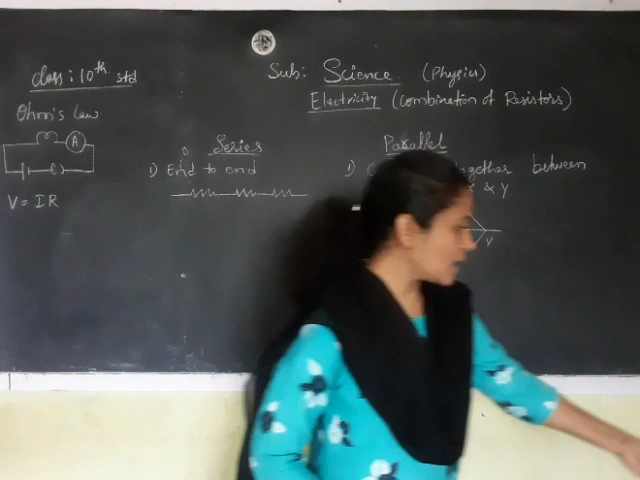 Class: 10th std
Sub: Science (Physics)
Electricity (Combination of Resistors)
Ohm's law
A
V = IR
Series
1) End to end
Parallel
1) together between
& Y
Y